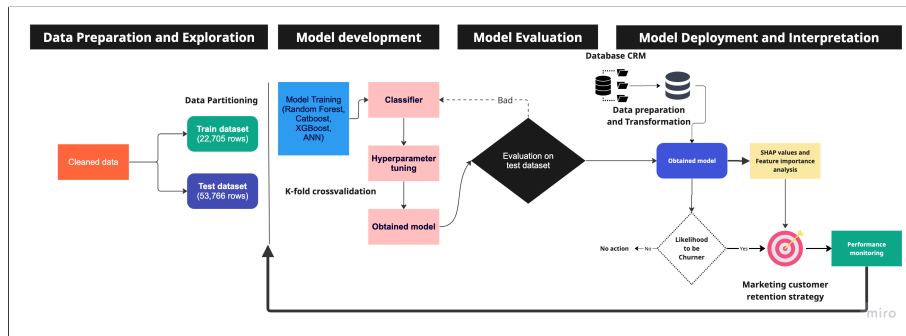 Data Preparation and Exploration
Model development
Model Evaluation
Model Deployment and Interpretation
Database CRM
Data Partitioning
Train dataset
(22,705 rows)
Cleaned data
Test dataset
(53,766 rows)
Model Training
(Random Forest,
Catboost,
XGBoost,
ANN)
Classifier
Hyperparameter
tuning
K-fold crossvalidation
Obtained model
Bad
Evaluation on
test dataset
Data preparation
and Transformation
Obtained model
SHAP values and
Feature importance
analysis
No action
No
Likelihood
to be
Churner
Yes
Marketing customer
retention strategy
Performance
monitoring
miro